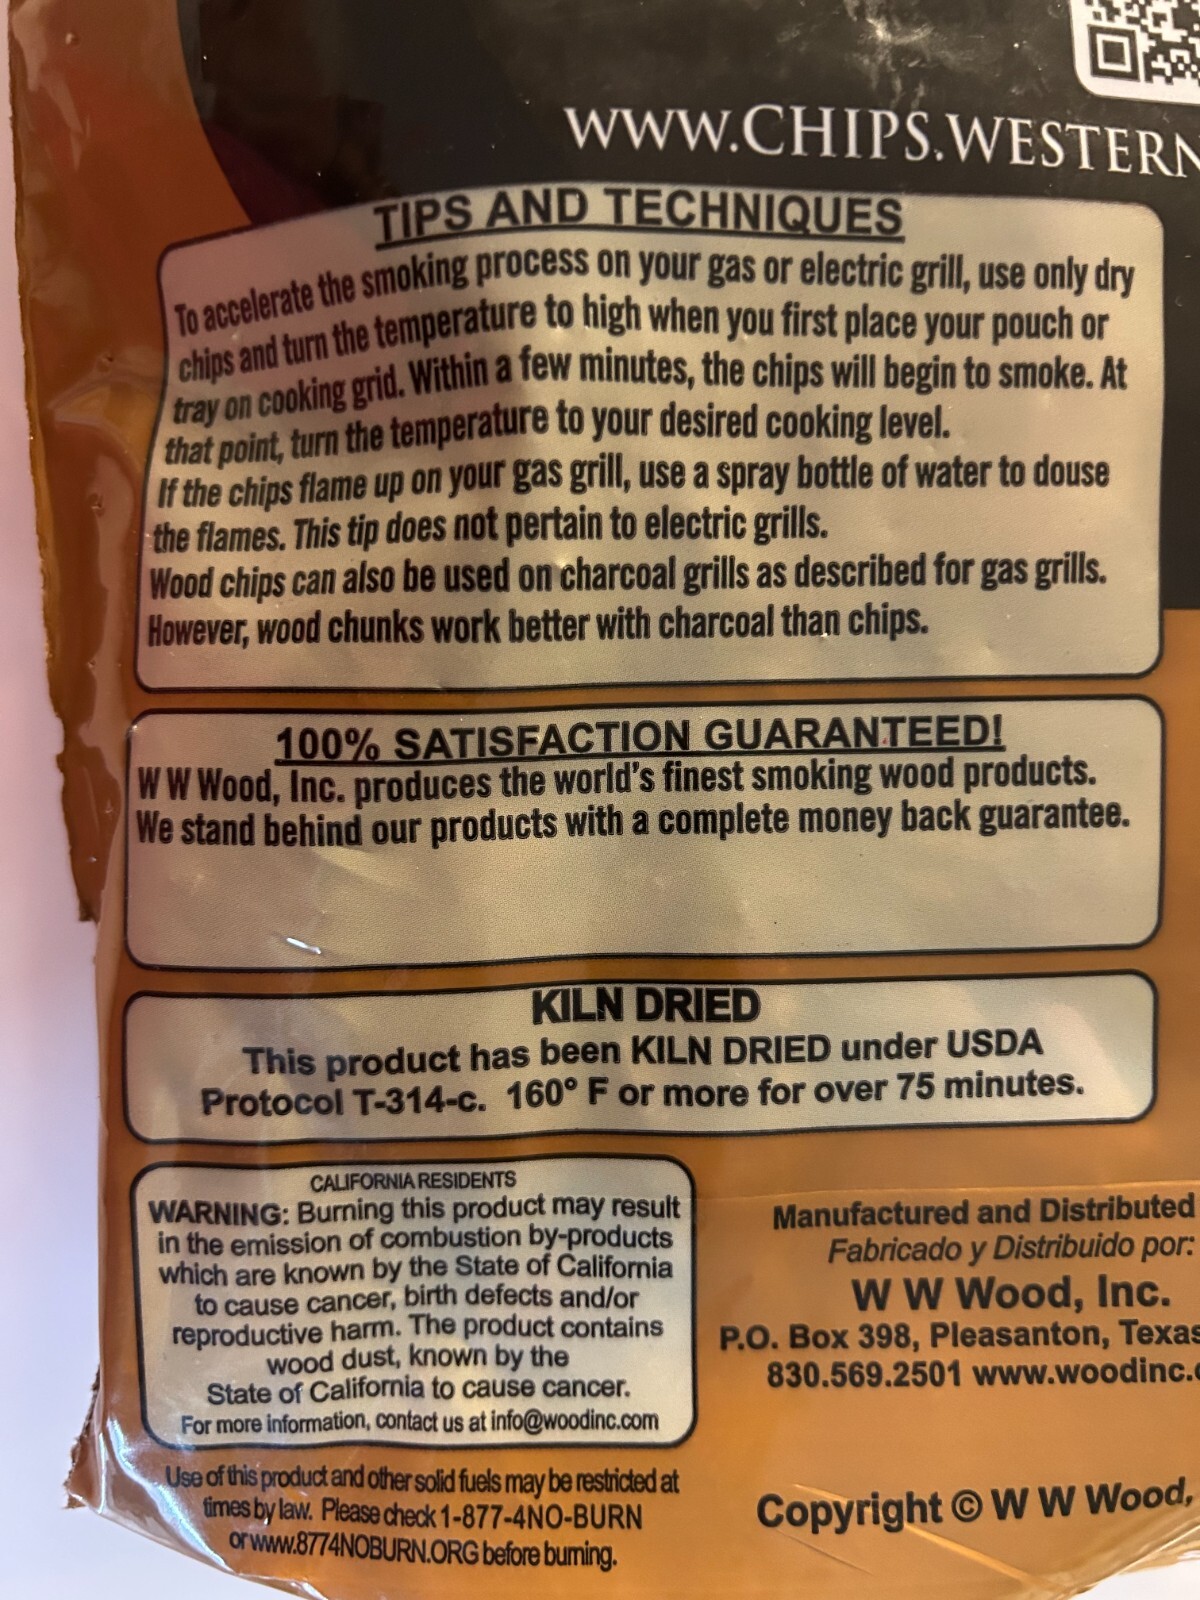 WWW.CHIPS.WESTERN
TIPS AND TECHNIQUES
To accelerate the smoking process on your gas or electric grill, use only dry
chips and turn the temperature to high when you first place your pouch or
tray on cooking grid. Within a few minutes, the chips will begin to smoke. At
that point, turn the temperature to your desired cooking level.
If the chips flame up on your gas grill, use a spray bottle of water to douse
the flames. This tip does not pertain to electric grills.
Wood chips can also be used on charcoal grills as described for gas grills.
However, wood chunks work better with charcoal than chips.
100% SATISFACTION GUARANTEED!
W W Wood, Inc. produces the world's finest smoking wood products.
We stand behind our products with a complete money back guarantee.
KILN DRIED
This product has been KILN DRIED under USDA
Protocol T-314-c. 160° F or more for over 75 minutes.
CALIFORNIA RESIDENTS
WARNING: Burning this product may result
in the emission of combustion by-products
which are known by the State of California
to cause cancer, birth defects and/or
reproductive harm. The product contains
wood dust, known by the
State of California to cause cancer.
For more information, contact us at info@woodinc.com
Use of this product and other solid fuels may be restricted at
times by law. Please check 1-877-4NO-BURN
or www.8774NOBURN.ORG before burning.
Manufactured and Distributed
Fabricado y Distribuido por:
W W Wood, Inc.
P.O. Box 398, Pleasanton, Texas
830.569.2501 www.woodinc.
Copyright © W W Wood,